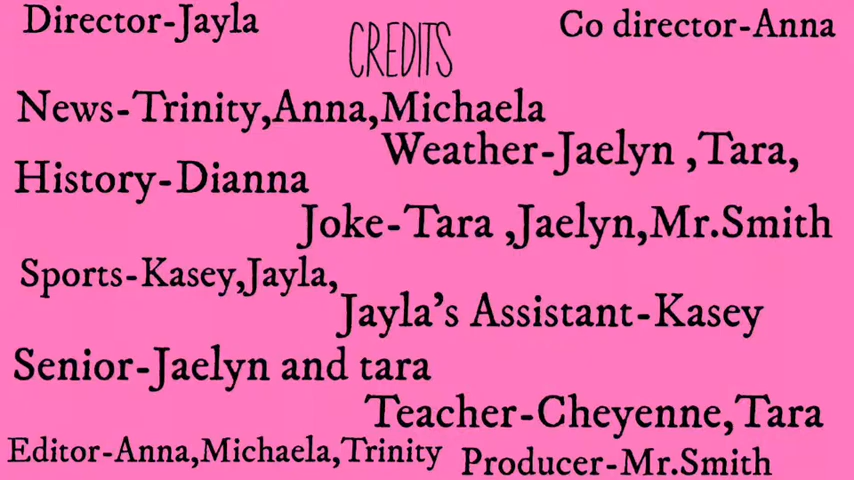 Director-Jayla
Co director-Anna
CREDITS
News-Trinity,Anna,Michaela
Weather-Jaelyn ,Tara,
History-Dianna
Joke-Tara ,Jaelyn,Mr.Smith
Sports-Kasey,Jayla,
Jayla's Assistant-Kasey
Senior-Jaelyn and tara
Teacher-Cheyenne,Tara
Editor-Anna,Michaela,Trinity
Producer-Mr.Smith